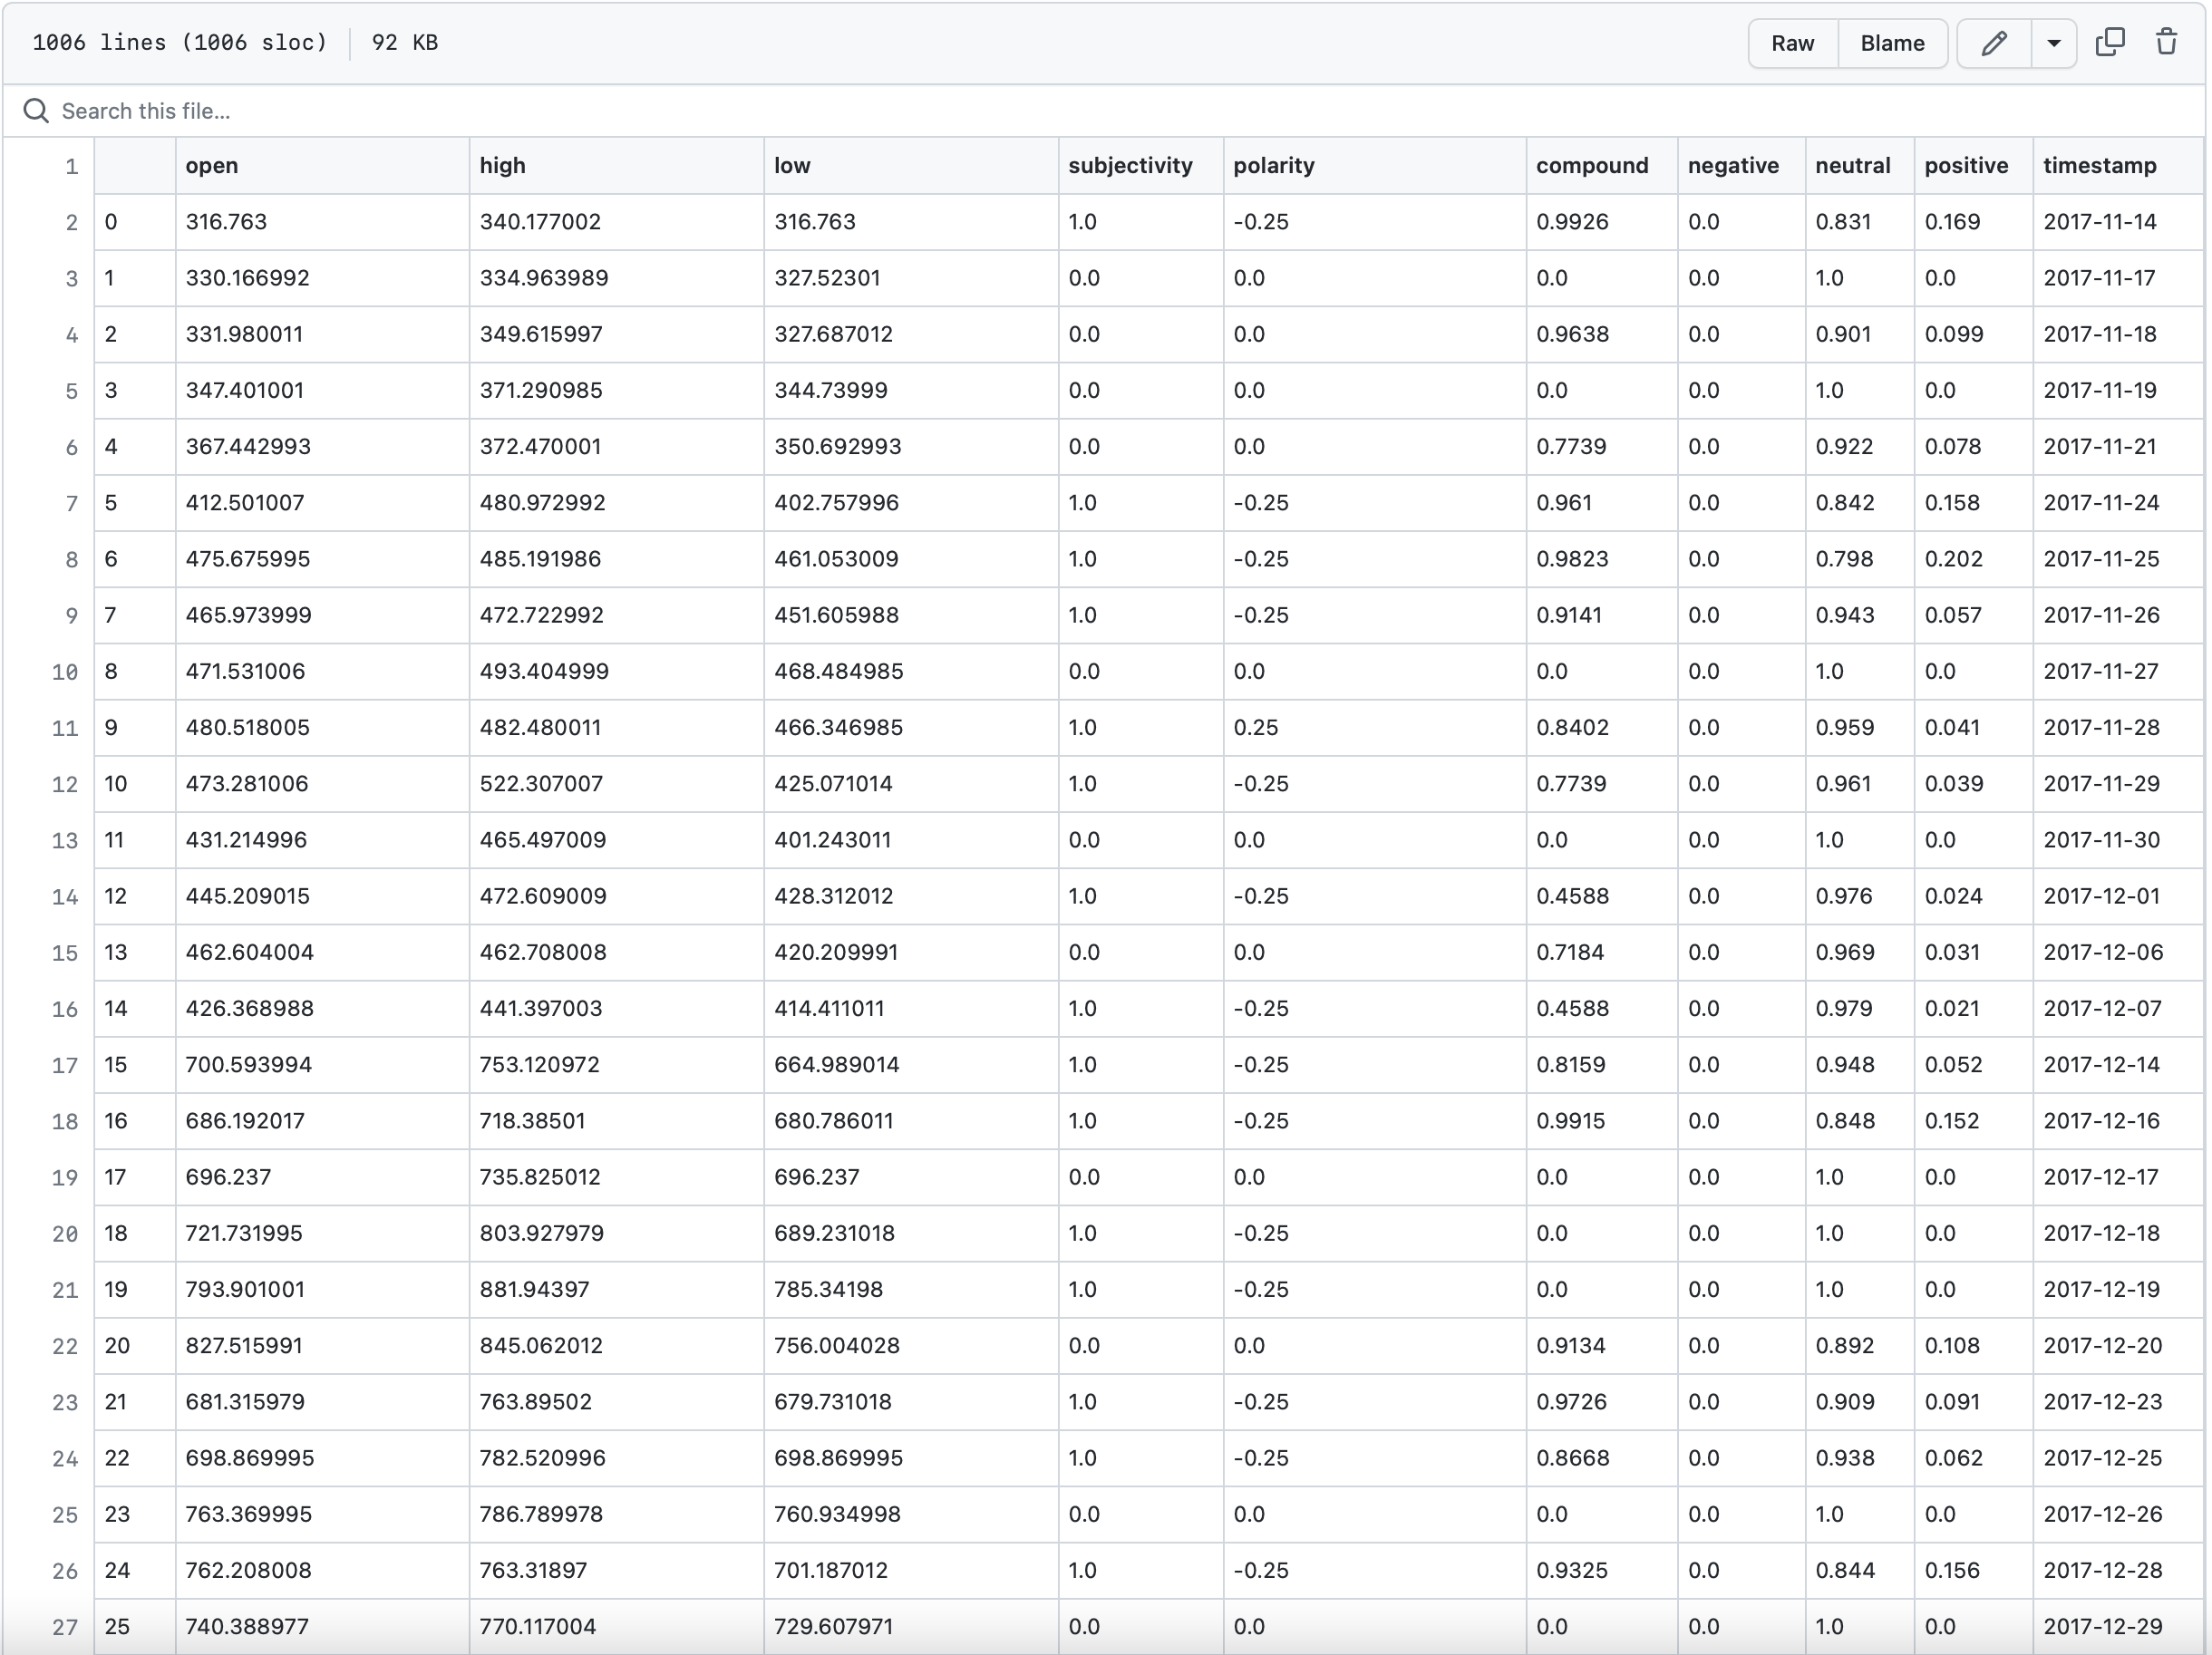 1006 lines (1006 sloc) 92 KB Raw Blame
Search this file...
1 open high low subjectivity polarity compound negative neutral positive timestamp
2 0 316.763 340.177002 316.763 1.0 -0.25 0.9926 0.0 0.831 0.169 2017-11-14
3 1 330.166992 334.963989 327.52301 0.0 0.0 0.0 0.0 1.0 0.0 2017-11-17
4 2 331.980011 349.615997 327.687012 0.0 0.0 0.9638 0.0 0.901 0.099 2017-11-18
5 3 347.401001 371.290985 344.73999 0.0 0.0 0.0 0.0 1.0 0.0 2017-11-19
6 4 367.442993 372.470001 350.692993 0.0 0.0 0.7739 0.0 0.922 0.078 2017-11-21
7 5 412.501007 480.972992 402.757996 1.0 -0.25 0.961 0.0 0.842 0.158 2017-11-24
8 6 475.675995 485.191986 461.053009 1.0 -0.25 0.9823 0.0 0.798 0.202 2017-11-25
9 7 465.973999 472.722992 451.605988 1.0 -0.25 0.9141 0.0 0.943 0.057 2017-11-26
10 8 471.531006 493.404999 468.484985 0.0 0.0 0.0 0.0 1.0 0.0 2017-11-27
11 9 480.518005 482.480011 466.346985 1.0 0.25 0.8402 0.0 0.959 0.041 2017-11-28
12 10 473.281006 522.307007 425.071014 1.0 -0.25 0.7739 0.0 0.961 0.039 2017-11-29
13 11 431.214996 465.497009 401.243011 0.0 0.0 0.0 0.0 1.0 0.0 2017-11-30
14 12 445.209015 472.609009 428.312012 1.0 -0.25 0.4588 0.0 0.976 0.024 2017-12-01
15 13 462.604004 462.708008 420.209991 0.0 0.0 0.7184 0.0 0.969 0.031 2017-12-06
16 14 426.368988 441.397003 414.411011 1.0 -0.25 0.4588 0.0 0.979 0.021 2017-12-07
17 15 700.593994 753.120972 664.989014 1.0 -0.25 0.8159 0.0 0.948 0.052 2017-12-14
18 16 686.192017 718.38501 680.786011 1.0 -0.25 0.9915 0.0 0.848 0.152 2017-12-16
19 17 696.237 735.825012 696.237 0.0 0.0 0.0 0.0 1.0 0.0 2017-12-17
20 18 721.731995 803.927979 689.231018 1.0 -0.25 0.0 0.0 1.0 0.0 2017-12-18
21 19 793.901001 881.94397 785.34198 1.0 -0.25 0.0 0.0 1.0 0.0 2017-12-19
22 20 827.515991 845.062012 756.004028 0.0 0.0 0.9134 0.0 0.892 0.108 2017-12-20
23 21 681.315979 763.89502 679.731018 1.0 -0.25 0.9726 0.0 0.909 0.091 2017-12-23
24 22 698.869995 782.520996 698.869995 1.0 -0.25 0.8668 0.0 0.938 0.062 2017-12-25
25 23 763.369995 786.789978 760.934998 0.0 0.0 0.0 0.0 1.0 0.0 2017-12-26
26 24 762.208008 763.31897 701.187012 1.0 -0.25 0.9325 0.0 0.844 0.156 2017-12-28
27 25 740.388977 770.117004 729.607971 0.0 0.0 0.0 0.0 1.0 0.0 2017-12-29